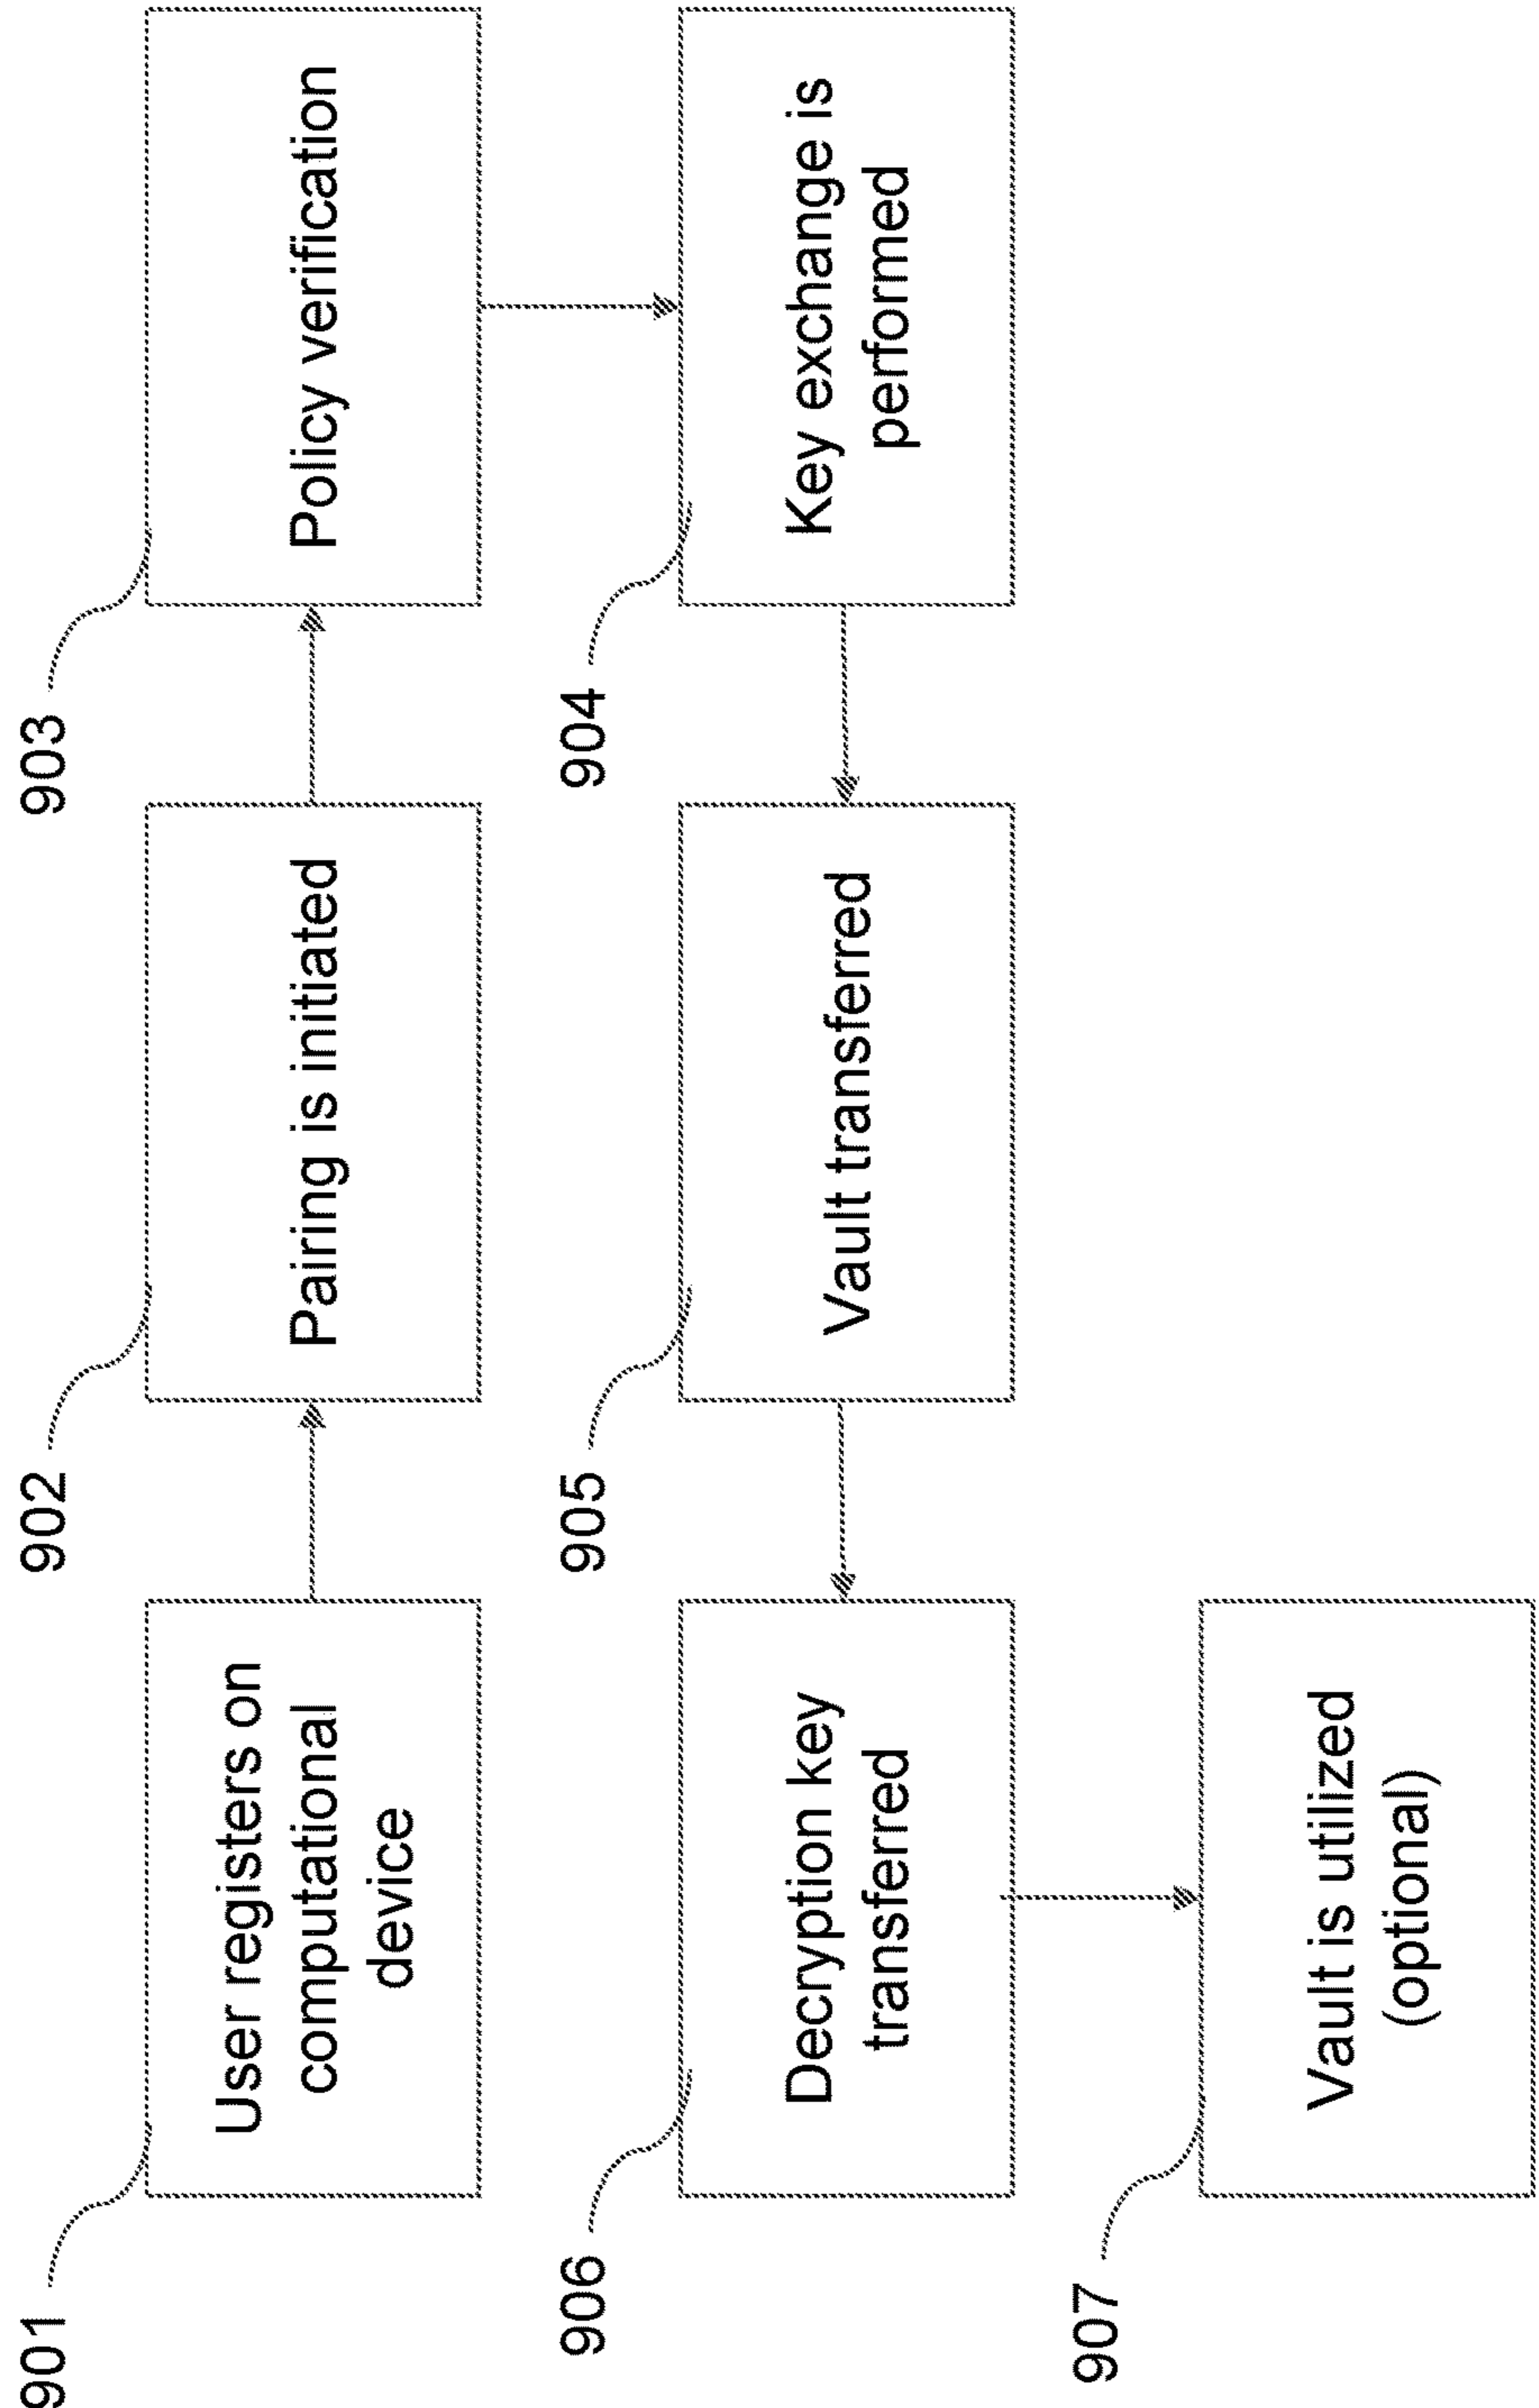 901
User registers on
computational
device
902
Pairing is initiated
903
Policy verification
904
Key exchange is
performed
905
Vault transferred
906
Decryption key
transferred
907
Vault is utilized
(optional)